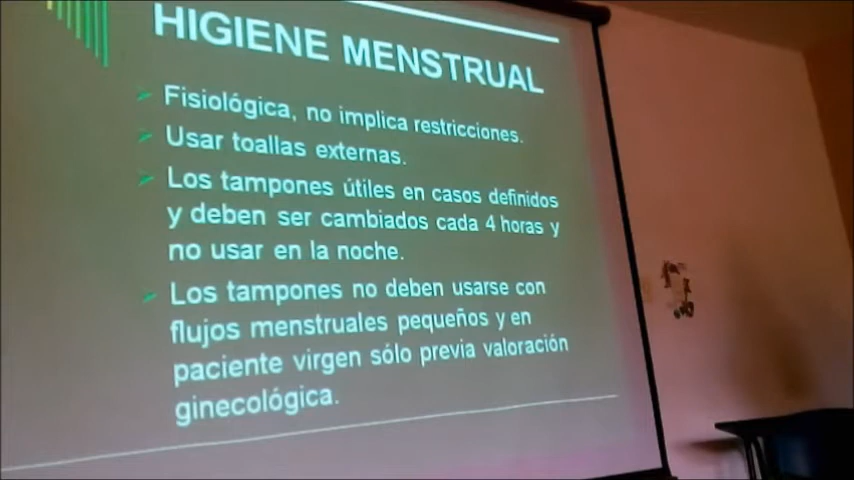 HIGIENE MENSTRUAL
Fisiológica, no implica restricciones.
Usar toallas externas.
Los tampones útiles en casos definidos
y deben ser cambiados cada 4 horas y
no usar en la noche.
Los tampones no deben usarse con
flujos menstruales pequeños y en
paciente virgen sólo previa valoración
ginecológica.